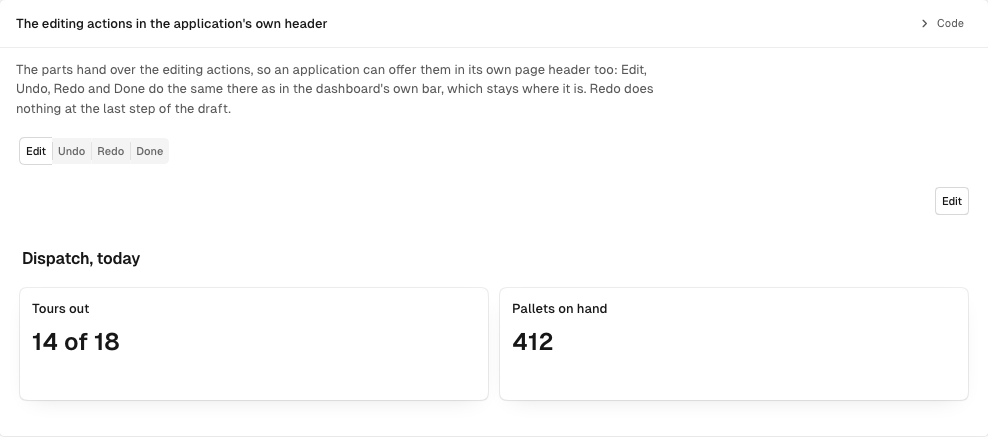 The editing actions in the application's own header
Code
The parts hand over the editing actions, so an application can offer them in its own page header too: Edit,
Undo, Redo and Done do the same there as in the dashboard's own bar, which stays where it is. Redo does
nothing at the last step of the draft.
Edit Undo Redo Done
Edit
Dispatch, today
Tours out
14 of 18
Pallets on hand
412